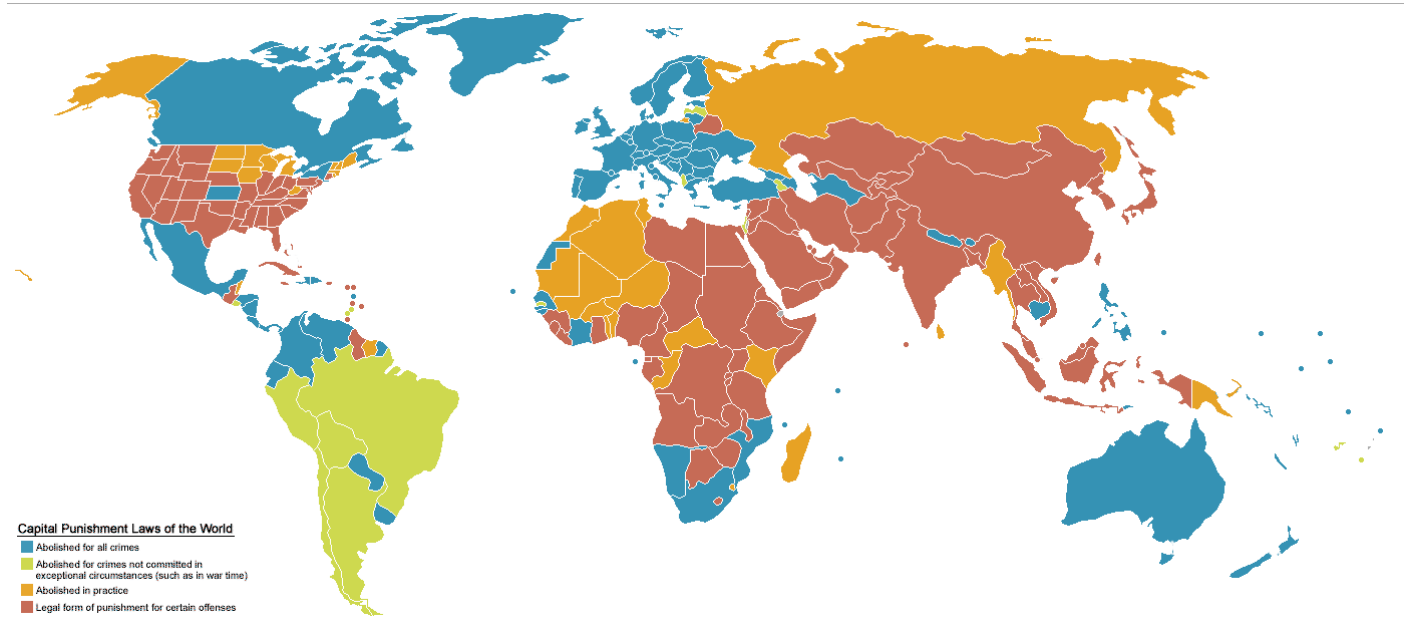 Capital Punishment Laws of the World
Abolished for all crimes
Abolished for crimes not committed in
exceptional circumstances (such as in war time)
Abolished in practice
Legal form of punishment for certain offenses